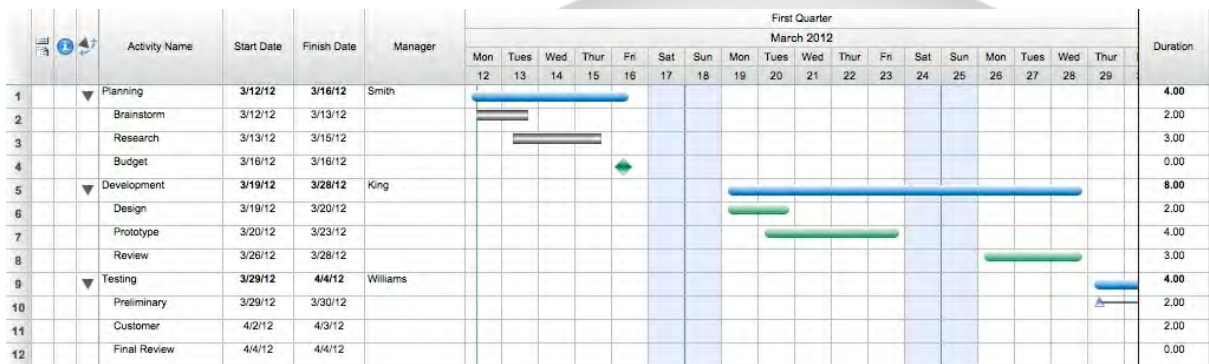 First Quarter
Activity Name Start Date Finish Date Manager March 2012 Duration
Mon Tues Wed Thur Fri Sat Sun Mon Tues Wed Thur Fri Sat Sun Mon Tues Wed Thur
12 13 14 15 16 17 18 19 20 21 22 23 24 25 26 27 28 29
1 Planning 3/12/12 3/16/12 Smith 4.00
2 Brainstorm 3/12/12 3/13/12 2.00
3 Research 3/13/12 3/15/12 3.00
4 Budget 3/16/12 3/16/12 0.00
5 Development 3/19/12 3/28/12 King 8.00
6 Design 3/19/12 3/20/12 2.00
7 Prototype 3/20/12 3/23/12 4.00
8 Review 3/26/12 3/28/12 3.00
9 Testing 3/29/12 4/4/12 Williams 4.00
10 Preliminary 3/29/12 3/30/12 2.00
11 Customer 4/2/12 4/3/12 2.00
12 Final Review 4/4/12 4/4/12 0.00